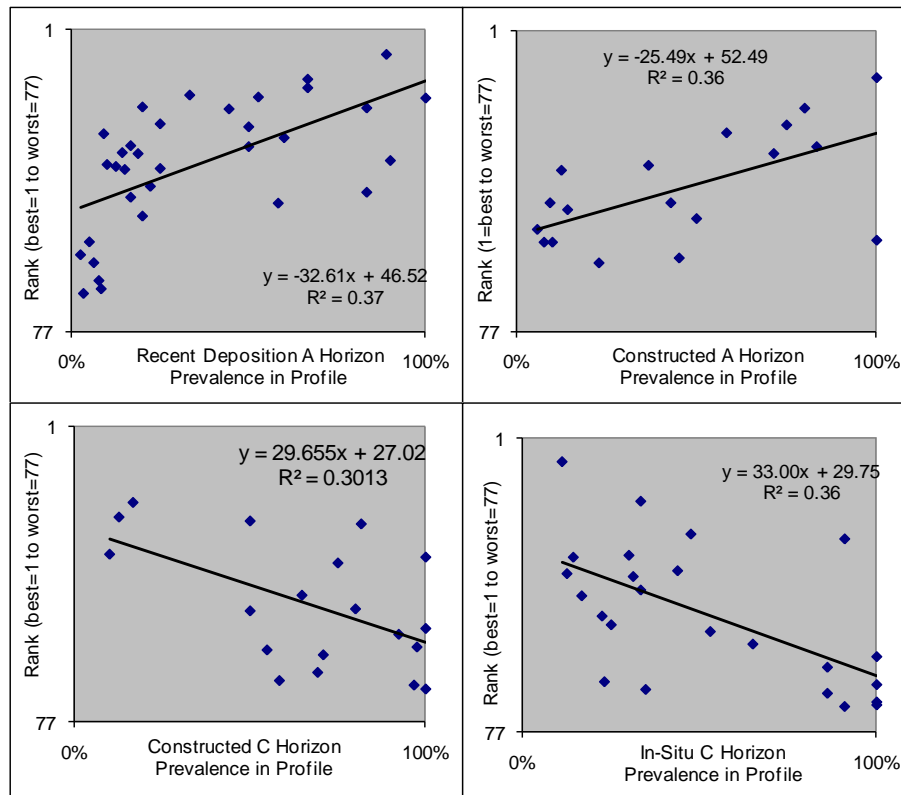 1
Rank (best=1 to worst=77)
y = -32.61x + 46.52
R² = 0.37
77
0%
100%
Recent Deposition A Horizon
Prevalence in Profile
1
Rank (1=best to worst=77)
y = -25.49x + 52.49
R² = 0.36
77
0%
100%
Constructed A Horizon
Prevalence in Profile
1
Rank (best=1 to worst=77)
y = 29.655x + 27.02
R² = 0.3013
77
0%
100%
Constructed C Horizon
Prevalence in Profile
1
Rank (best=1 to worst=77)
y = 33.00x + 29.75
R² = 0.36
77
0%
100%
In-Situ C Horizon
Prevalence in Profile